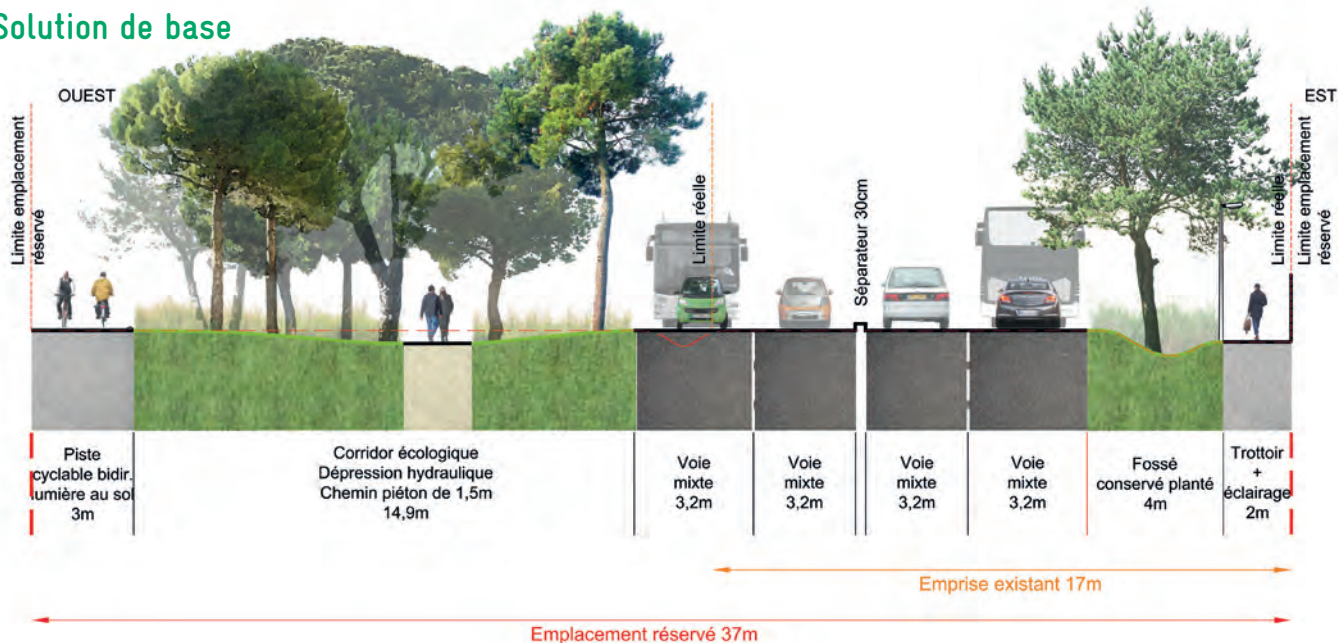 Solution de base
OUEST
EST
Limite emplacement
réservé
Limite réelle
Séparateur 30cm
Limite réelle
Limite emplacement
réservé
Piste
cyclable bidir.
lumière au sol
3m
Corridor écologique
Dépression hydraulique
Chemin piéton de 1,5m
14,9m
Voie
mixte
3,2m
Voie
mixte
3,2m
Voie
mixte
3,2m
Voie
mixte
3,2m
Fossé
conservé planté
4m
Trottoir
+
éclairage
2m
Emprise existant 17m
Emplacement réservé 37m